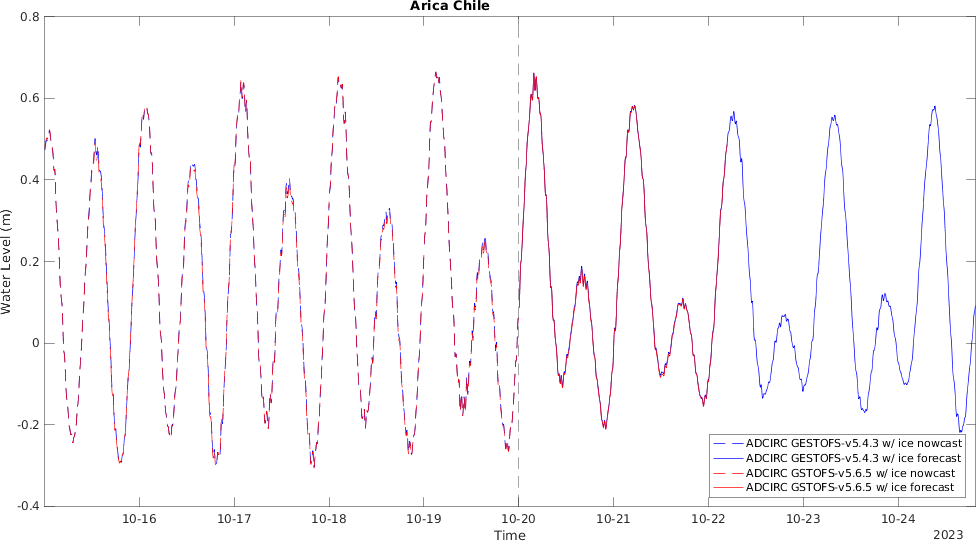 Arica Chile
0.8
0.6
0.4
0.2
0
-0.2
-0.4
Water Level (m)
ADCIRC GESTOFS-v5.4.3 w/ ice nowcast
ADCIRC GESTOFS-v5.4.3 w/ ice forecast
ADCIRC GSTOFS-v5.6.5 w/ ice nowcast
ADCIRC GSTOFS-v5.6.5 w/ ice forecast
10-16 10-17 10-18 10-19 10-20 10-21 10-22 10-23 10-24
Time
2023